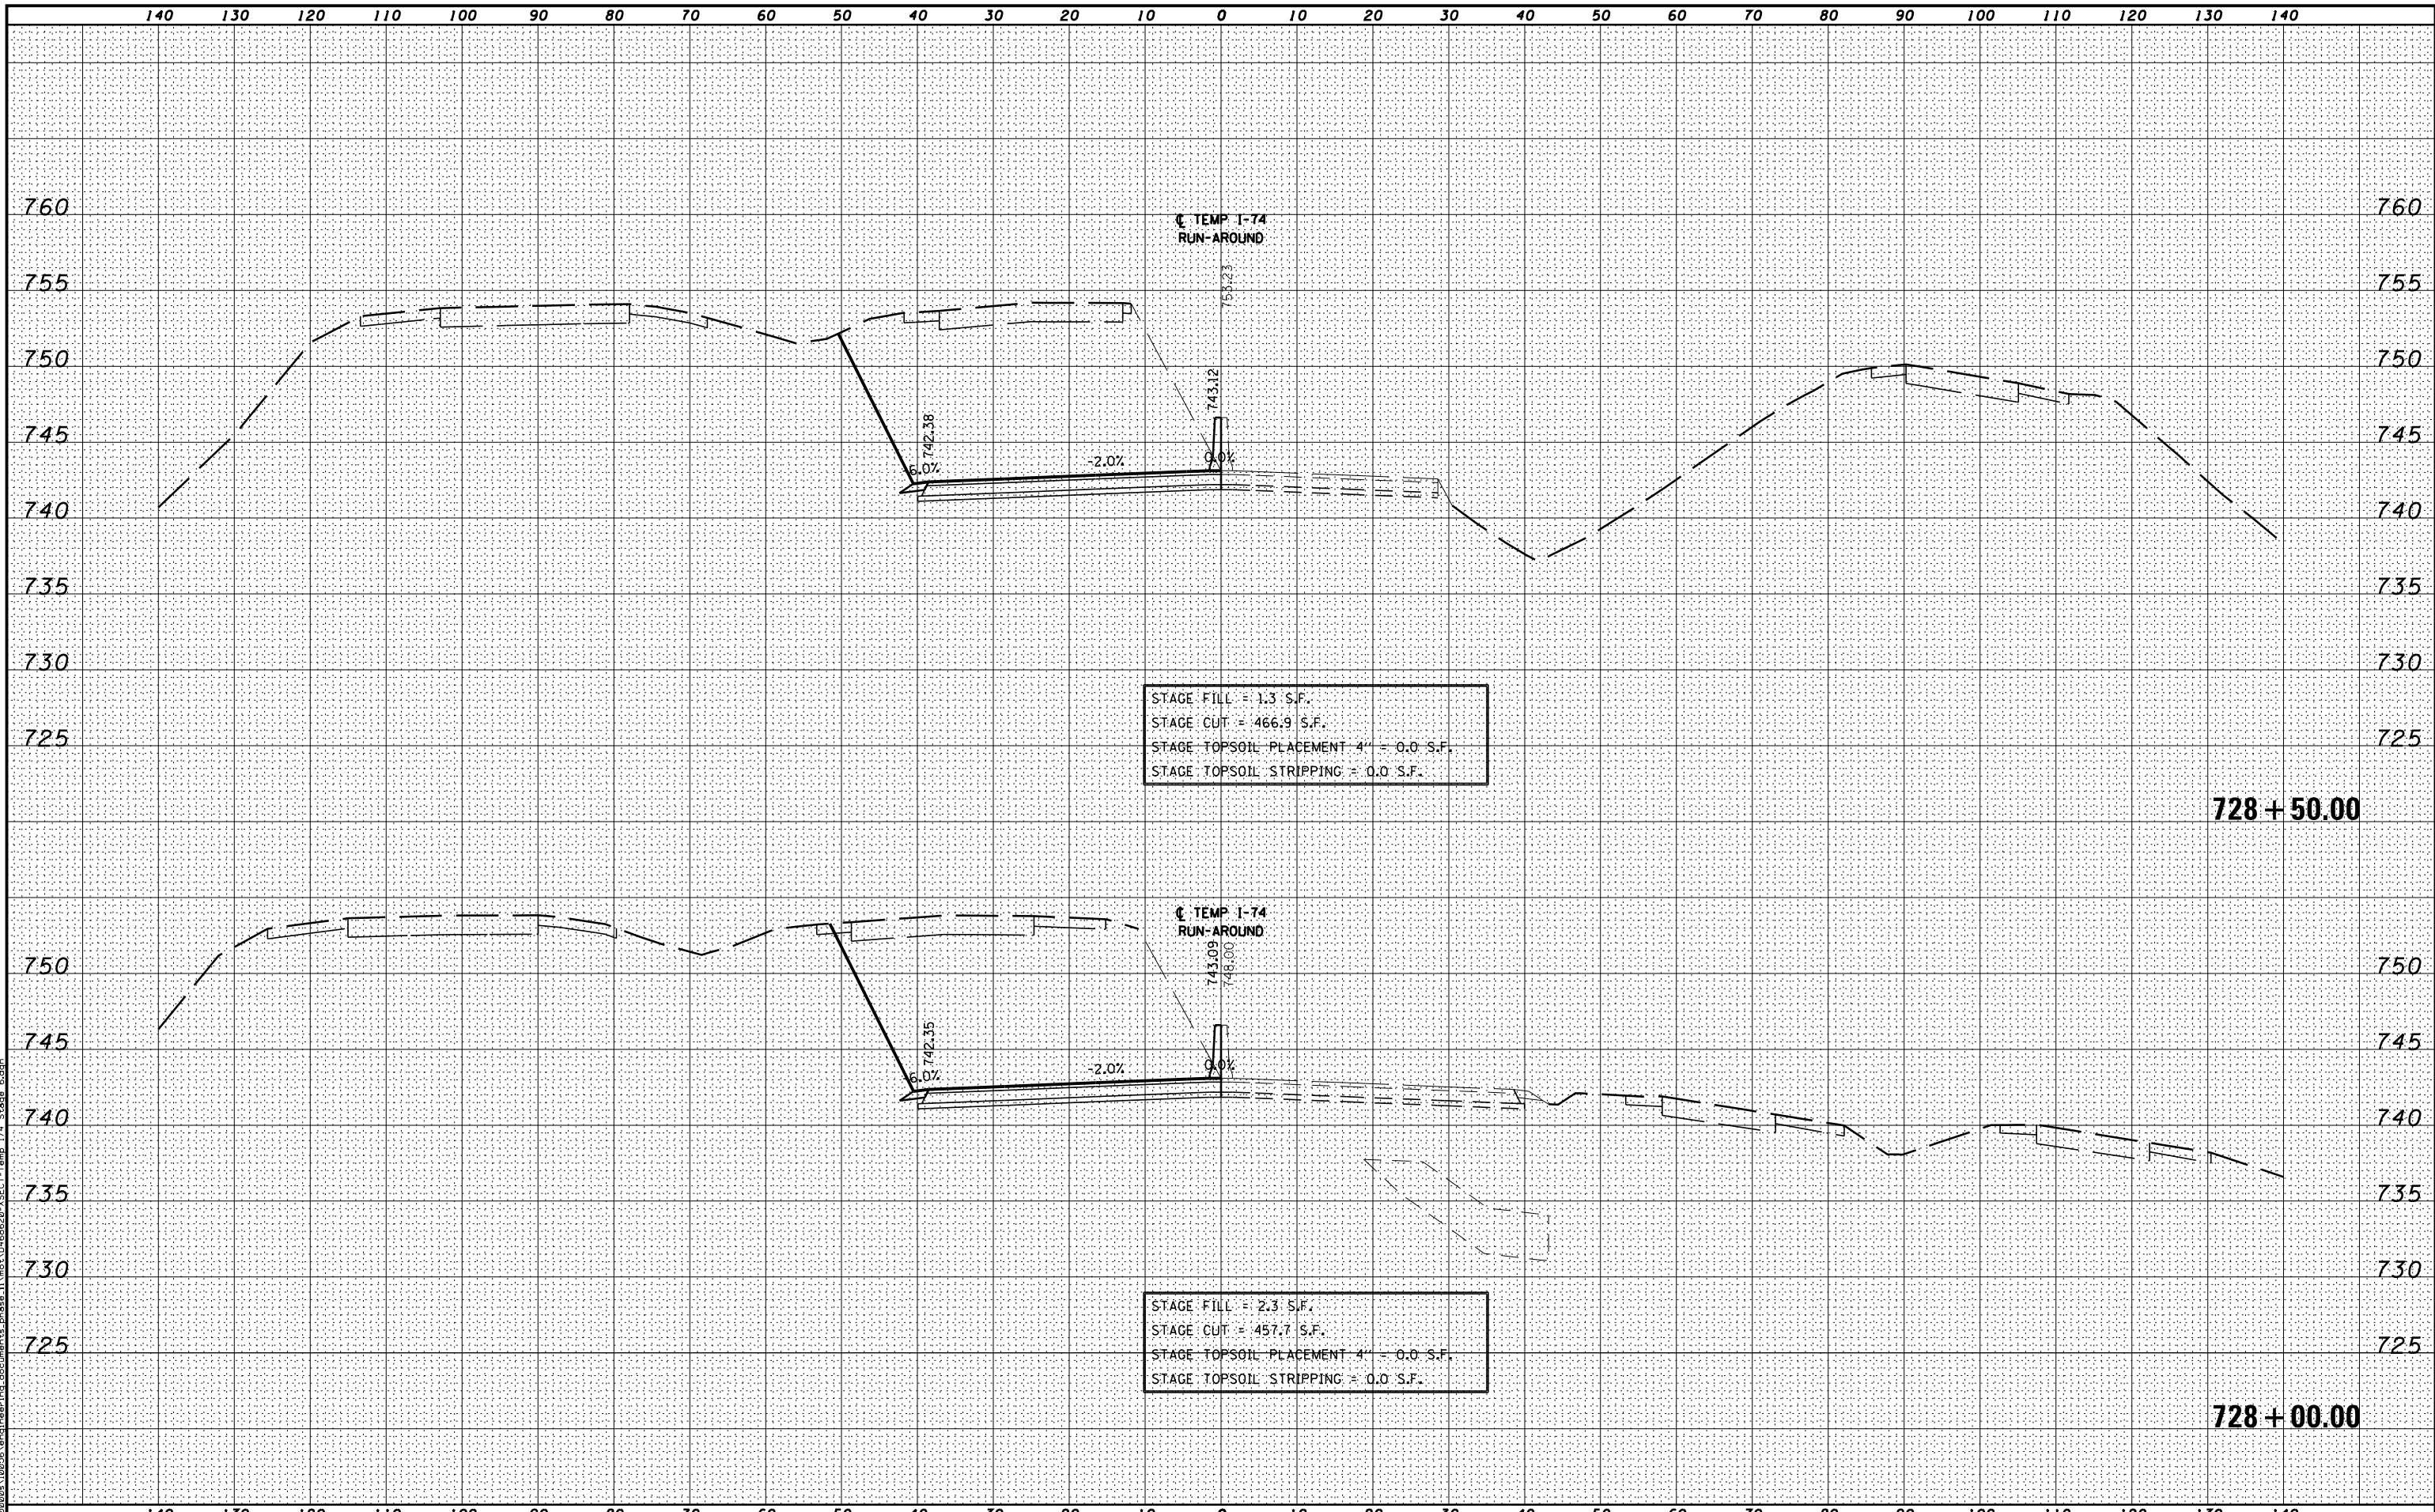 140 130 120 110 100 90 80 70 60 50 40 30 20 10 0 10 20 30 40 50 60 70 80 90 100 110 120 130 140
760 760
℄ TEMP I-74
RUN-AROUND
755 753.23 755
750 750
743.12
745 742.38 745
-6.0% -2.0% 0.0%
740 740
735 735
730 730
STAGE FILL = 1.3 S.F.
STAGE CUT = 466.9 S.F.
725 725
STAGE TOPSOIL PLACEMENT 4" = 0.0 S.F.
STAGE TOPSOIL STRIPPING = 0.0 S.F.
728+50.00
℄ TEMP I-74
RUN-AROUND
750 743.09 748.00 750
745 742.35 745
-6.0% -2.0% 0.0%
740 740
735 735
730 730
STAGE FILL = 2.3 S.F.
STAGE CUT = 457.7 S.F.
725 725
STAGE TOPSOIL PLACEMENT 4" = 0.0 S.F.
STAGE TOPSOIL STRIPPING = 0.0 S.F.
728+00.00